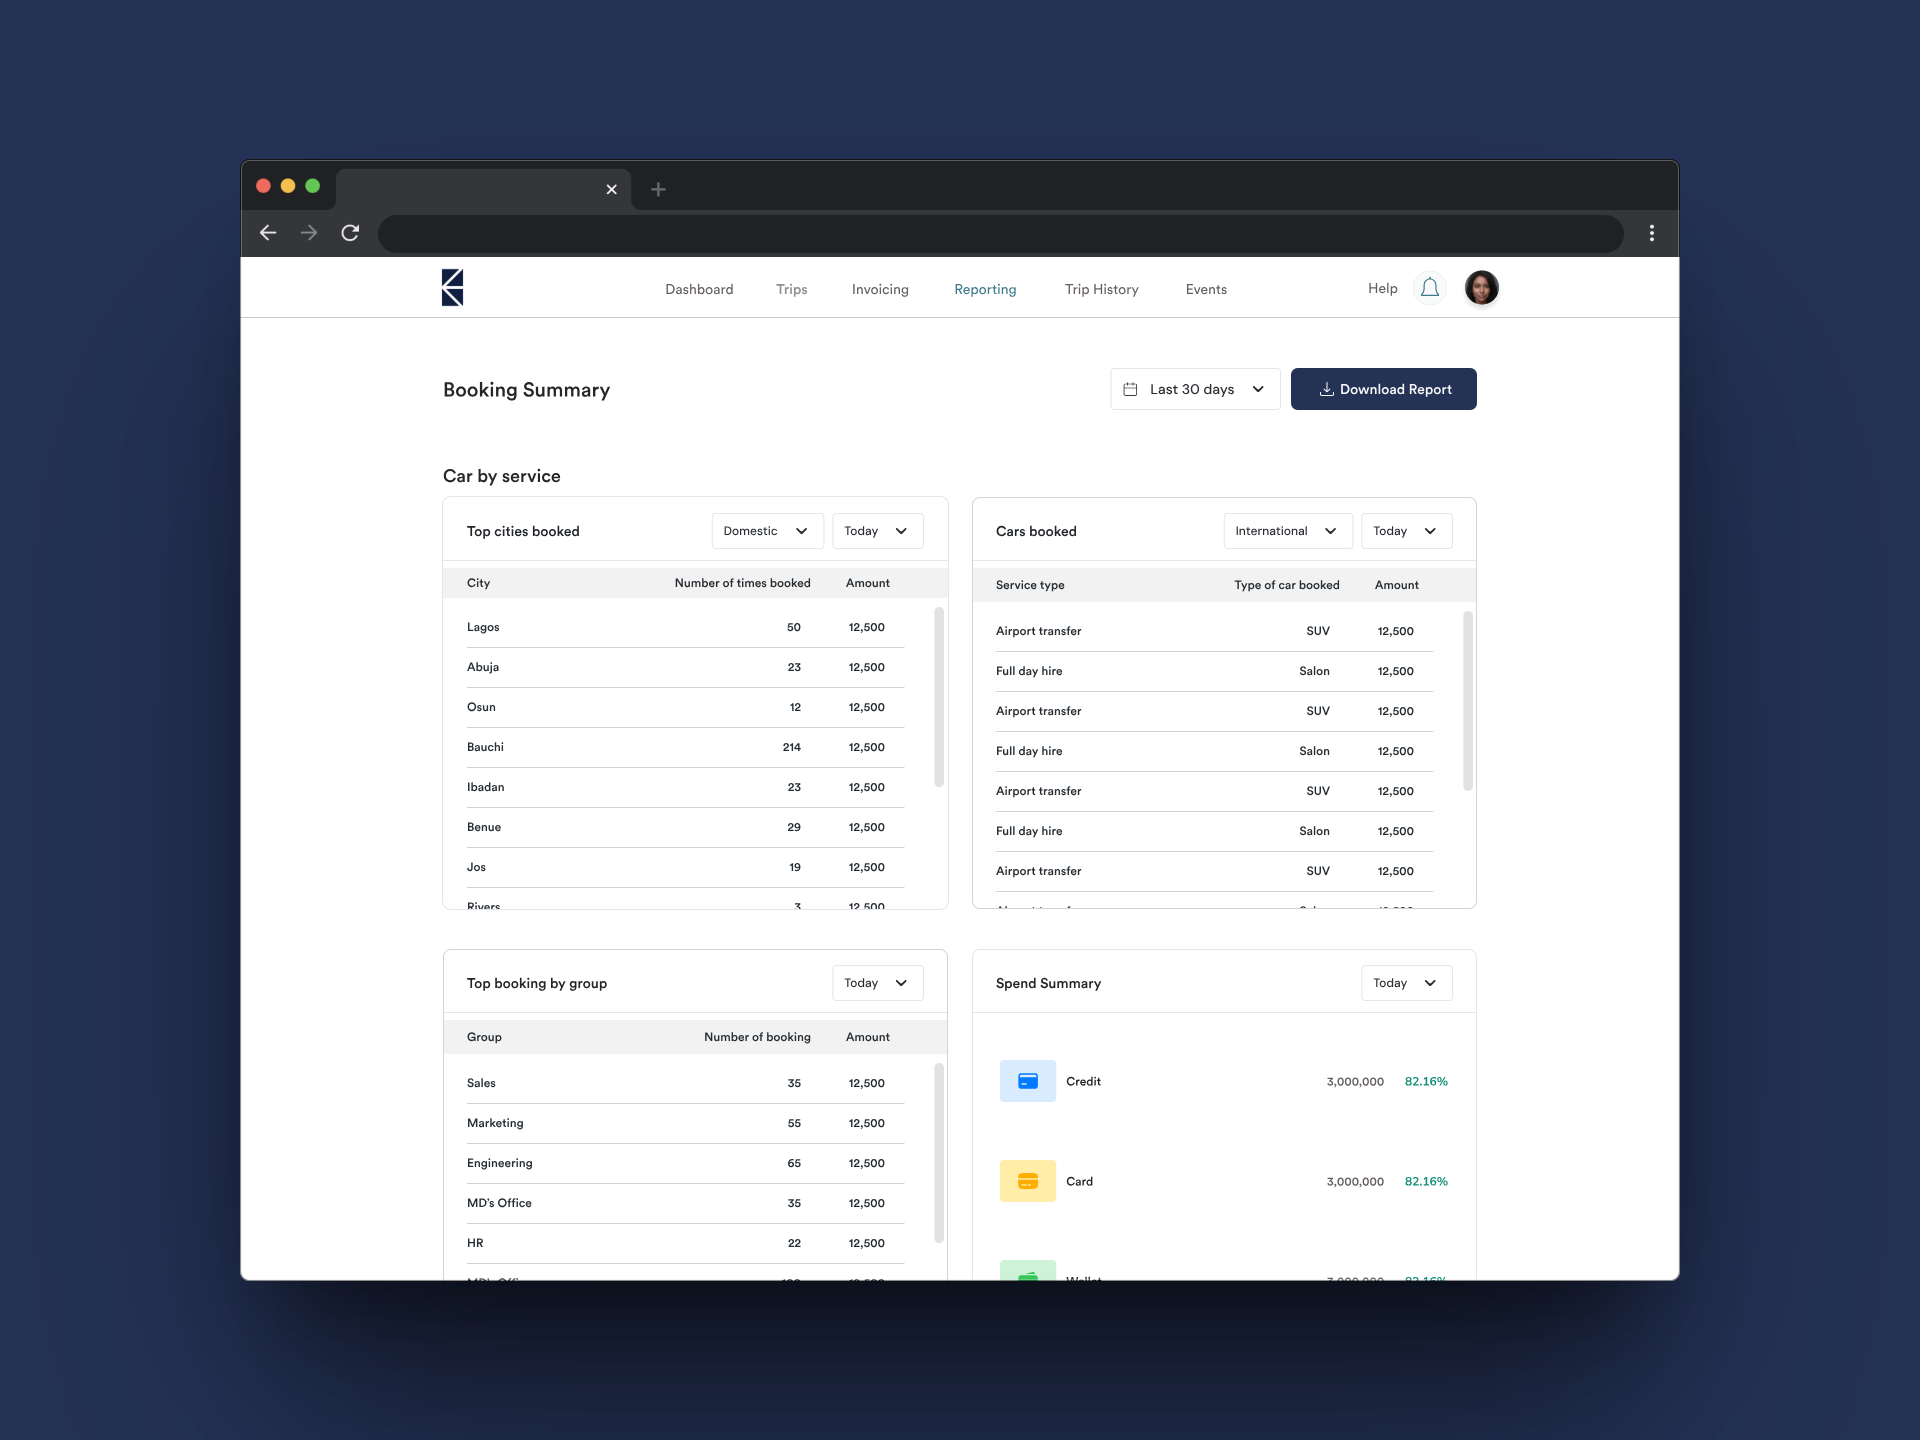 Dashboard Trips Invoicing Reporting Trip History Events Help
Booking Summary Last 30 days Download Report
Car by service
Top cities booked Domestic Today
City Number of times booked Amount
Lagos 50 12,500
Abuja 23 12,500
Osun 12 12,500
Bauchi 214 12,500
Ibadan 23 12,500
Benue 29 12,500
Jos 19 12,500
Rivers 3 12,500
Cars booked International Today
Service type Type of car booked Amount
Airport transfer SUV 12,500
Full day hire Salon 12,500
Airport transfer SUV 12,500
Full day hire Salon 12,500
Airport transfer SUV 12,500
Full day hire Salon 12,500
Airport transfer SUV 12,500
Top booking by group Today
Group Number of booking Amount
Sales 35 12,500
Marketing 55 12,500
Engineering 65 12,500
MD's Office 35 12,500
HR 22 12,500
Spend Summary Today
Credit 3,000,000 82.16%
Card 3,000,000 82.16%
Wallet 3,000,000 82.16%